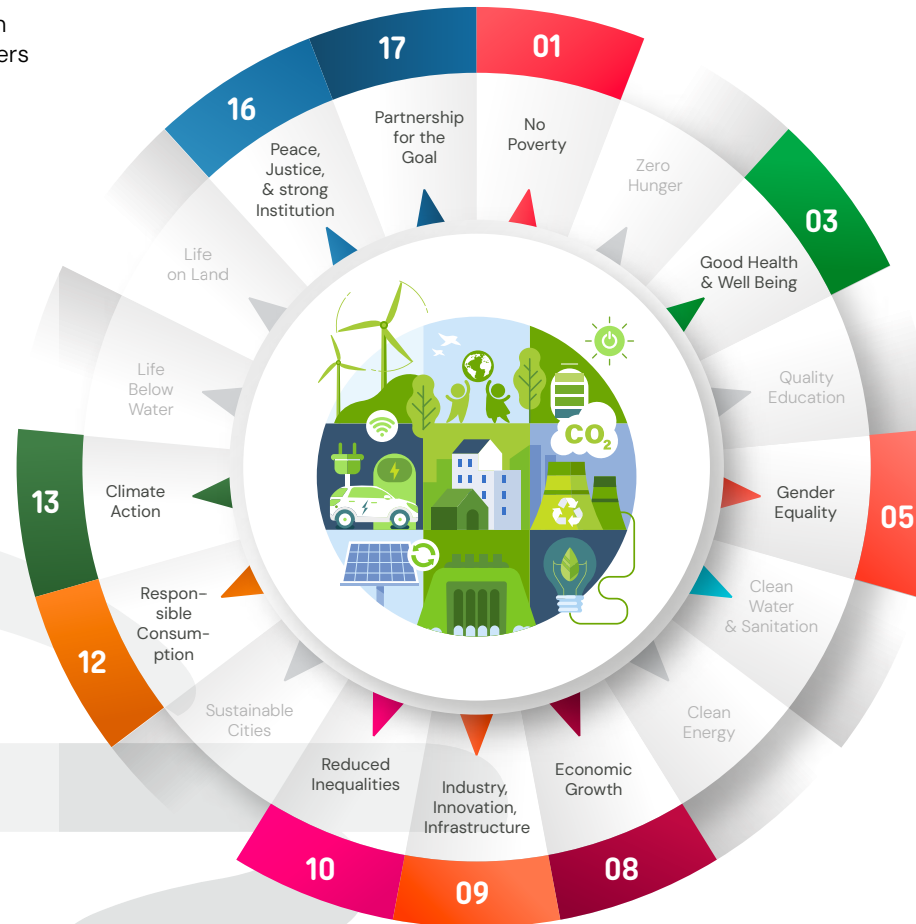 n
ers
17
Partnership
for the
Goal
01
No
Poverty
Zero
Hunger
03
Good Health
& Well Being
Quality
Education
05
Gender
Equality
Clean
Water
& Sanitation
Clean
Energy
08
Economic
Growth
09
Industry,
Innovation,
Infrastructure
10
Reduced
Inequalities
Sustainable
Cities
12
Respon-
sible
Consum-
ption
13
Climate
Action
Life
Below
Water
Life
on Land
16
Peace,
Justice,
& strong
Institution
CO2